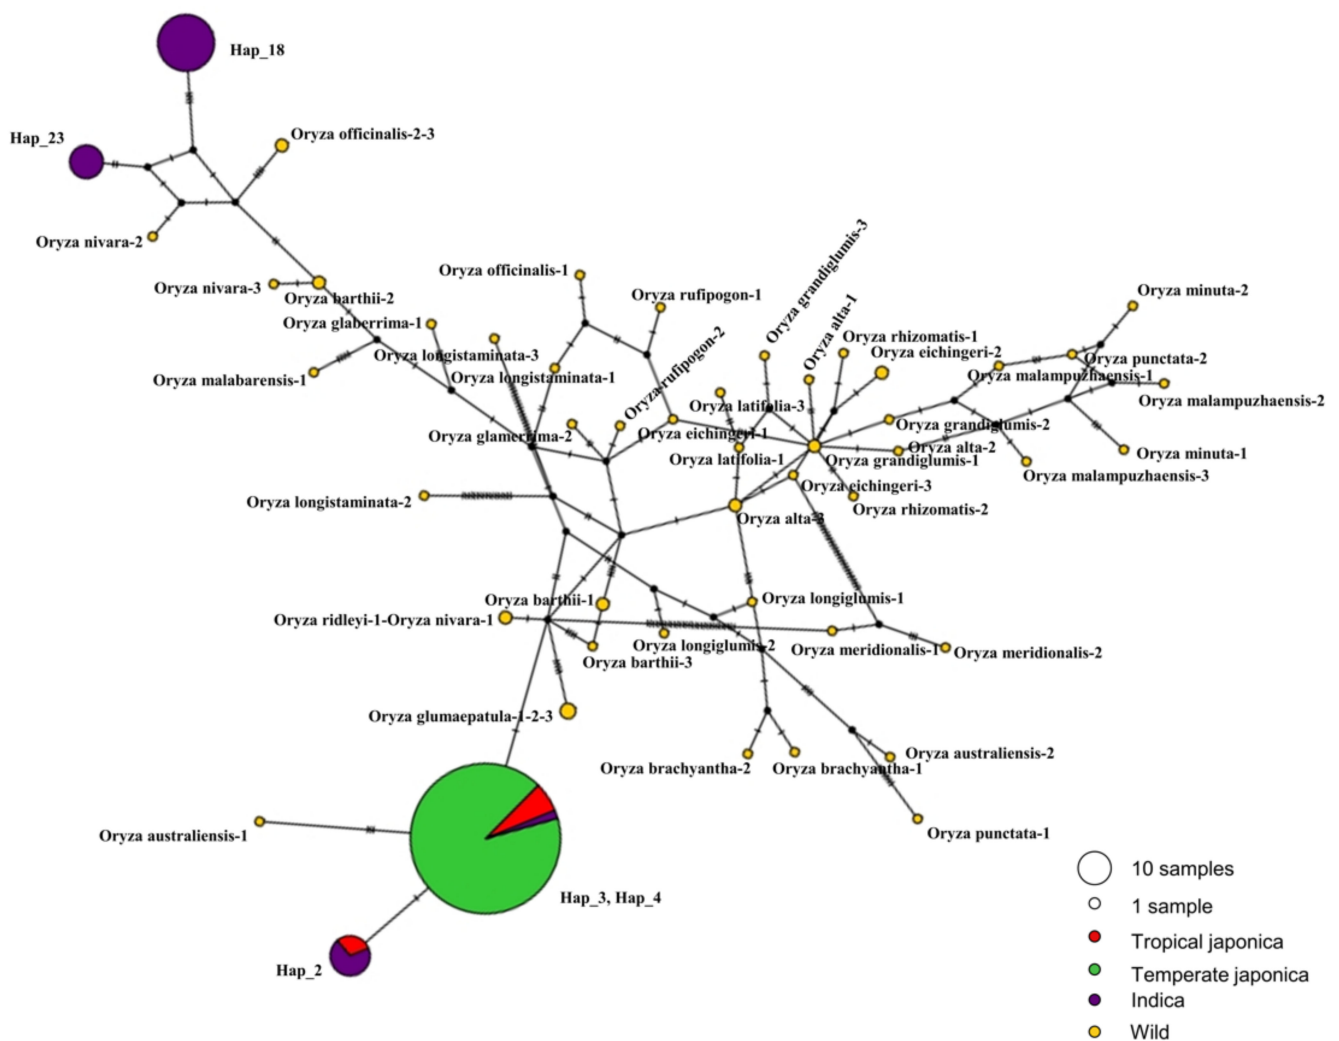 Hap_18
Hap_23
Oryza officinalis-2-3
Oryza nivara-2
Oryza grandiglumis-3
Oryza officinalis-1
Oryza nivara-3
Oryza barthii-2
Oryza rufipogon-1
Oryza minuta-2
Oryza glaberrima-1
Oryza alta-1
Oryza rhizomatis-1
Oryza eichingeri-2
Oryza longistaminata-3
Oryza rufipogon-2
Oryza punctata-2
Oryza malabarensis-1
Oryza longistaminata-1
Oryza malampuzhaensis-1
Oryza malampuzhaensis-2
Oryza latifolia-3
Oryza glamerrima-2
Oryza eichingeri-1
Oryza grandiglumis-2
Oryza alta-2
Oryza minuta-1
Oryza latifolia-1
Oryza grandiglumis-1
Oryza malampuzhaensis-3
Oryza longistaminata-2
Oryza eichingeri-3
Oryza alta-3
Oryza rhizomatis-2
Oryza barthii-1
Oryza longiglumis-1
Oryza ridleyi-1-Oryza nivara-1
Oryza longiglumis-2
Oryza meridionalis-1
Oryza meridionalis-2
Oryza barthii-3
Oryza glumaepatula-1-2-3
Oryza brachyantha-2
Oryza brachyantha-1
Oryza australiensis-2
Oryza australiensis-1
Oryza punctata-1
Hap_3, Hap_4
Hap_2
10 samples
1 sample
Tropical japonica
Temperate japonica
Indica
Wild